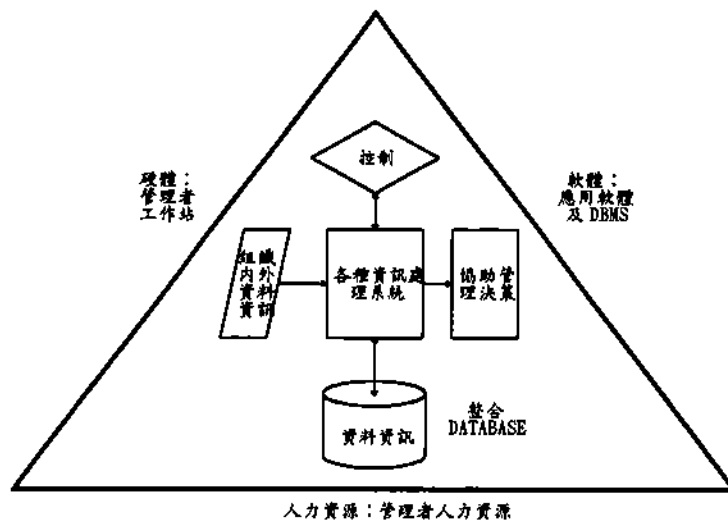 控制
硬體：
管理者
工作站
軟體：
應用軟體
及 DBMS
組織
內外
資料
資訊
各種資訊處
理系統
協助管
理決策
資料資訊
整合
DATABASE
人力資源：管理者人力資源